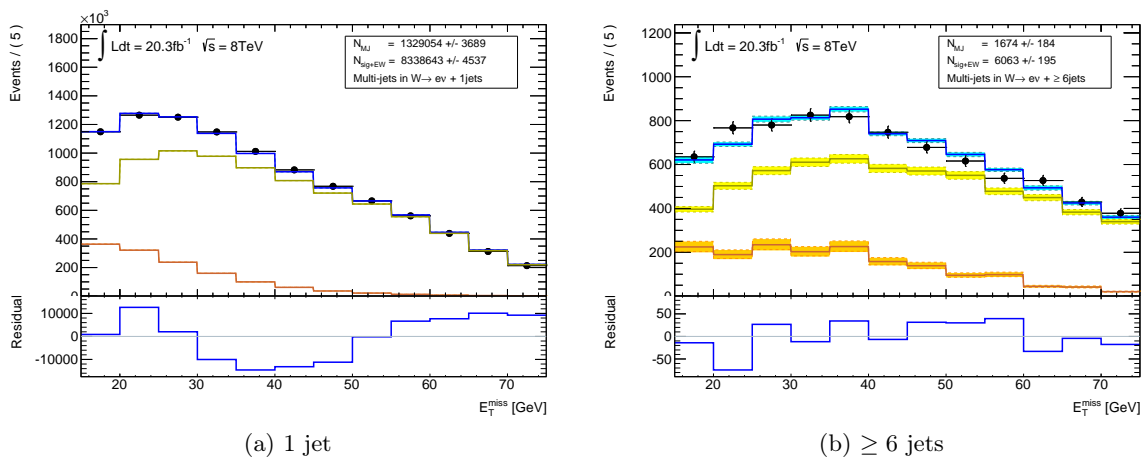 ×10³
1800
1600
1400
1200
1000
800
600
400
200
Events / ( 5 )
∫ Ldt = 20.3fb⁻¹ √s = 8TeV
N_MJ = 1329054 +/- 3689
N_sig+EW = 8338643 +/- 4537
Multi-jets in W→ eν + 1jets
10000
0
-10000
Residual
20 30 40 50 60 70
E_T^miss [GeV]
(a) 1 jet
1200
1000
800
600
400
200
0
Events / ( 5 )
∫ Ldt = 20.3fb⁻¹ √s = 8TeV
N_MJ = 1674 +/- 184
N_sig+EW = 6063 +/- 195
Multi-jets in W→ eν + ≥ 6jets
50
0
-50
Residual
20 30 40 50 60 70
E_T^miss [GeV]
(b) ≥ 6 jets